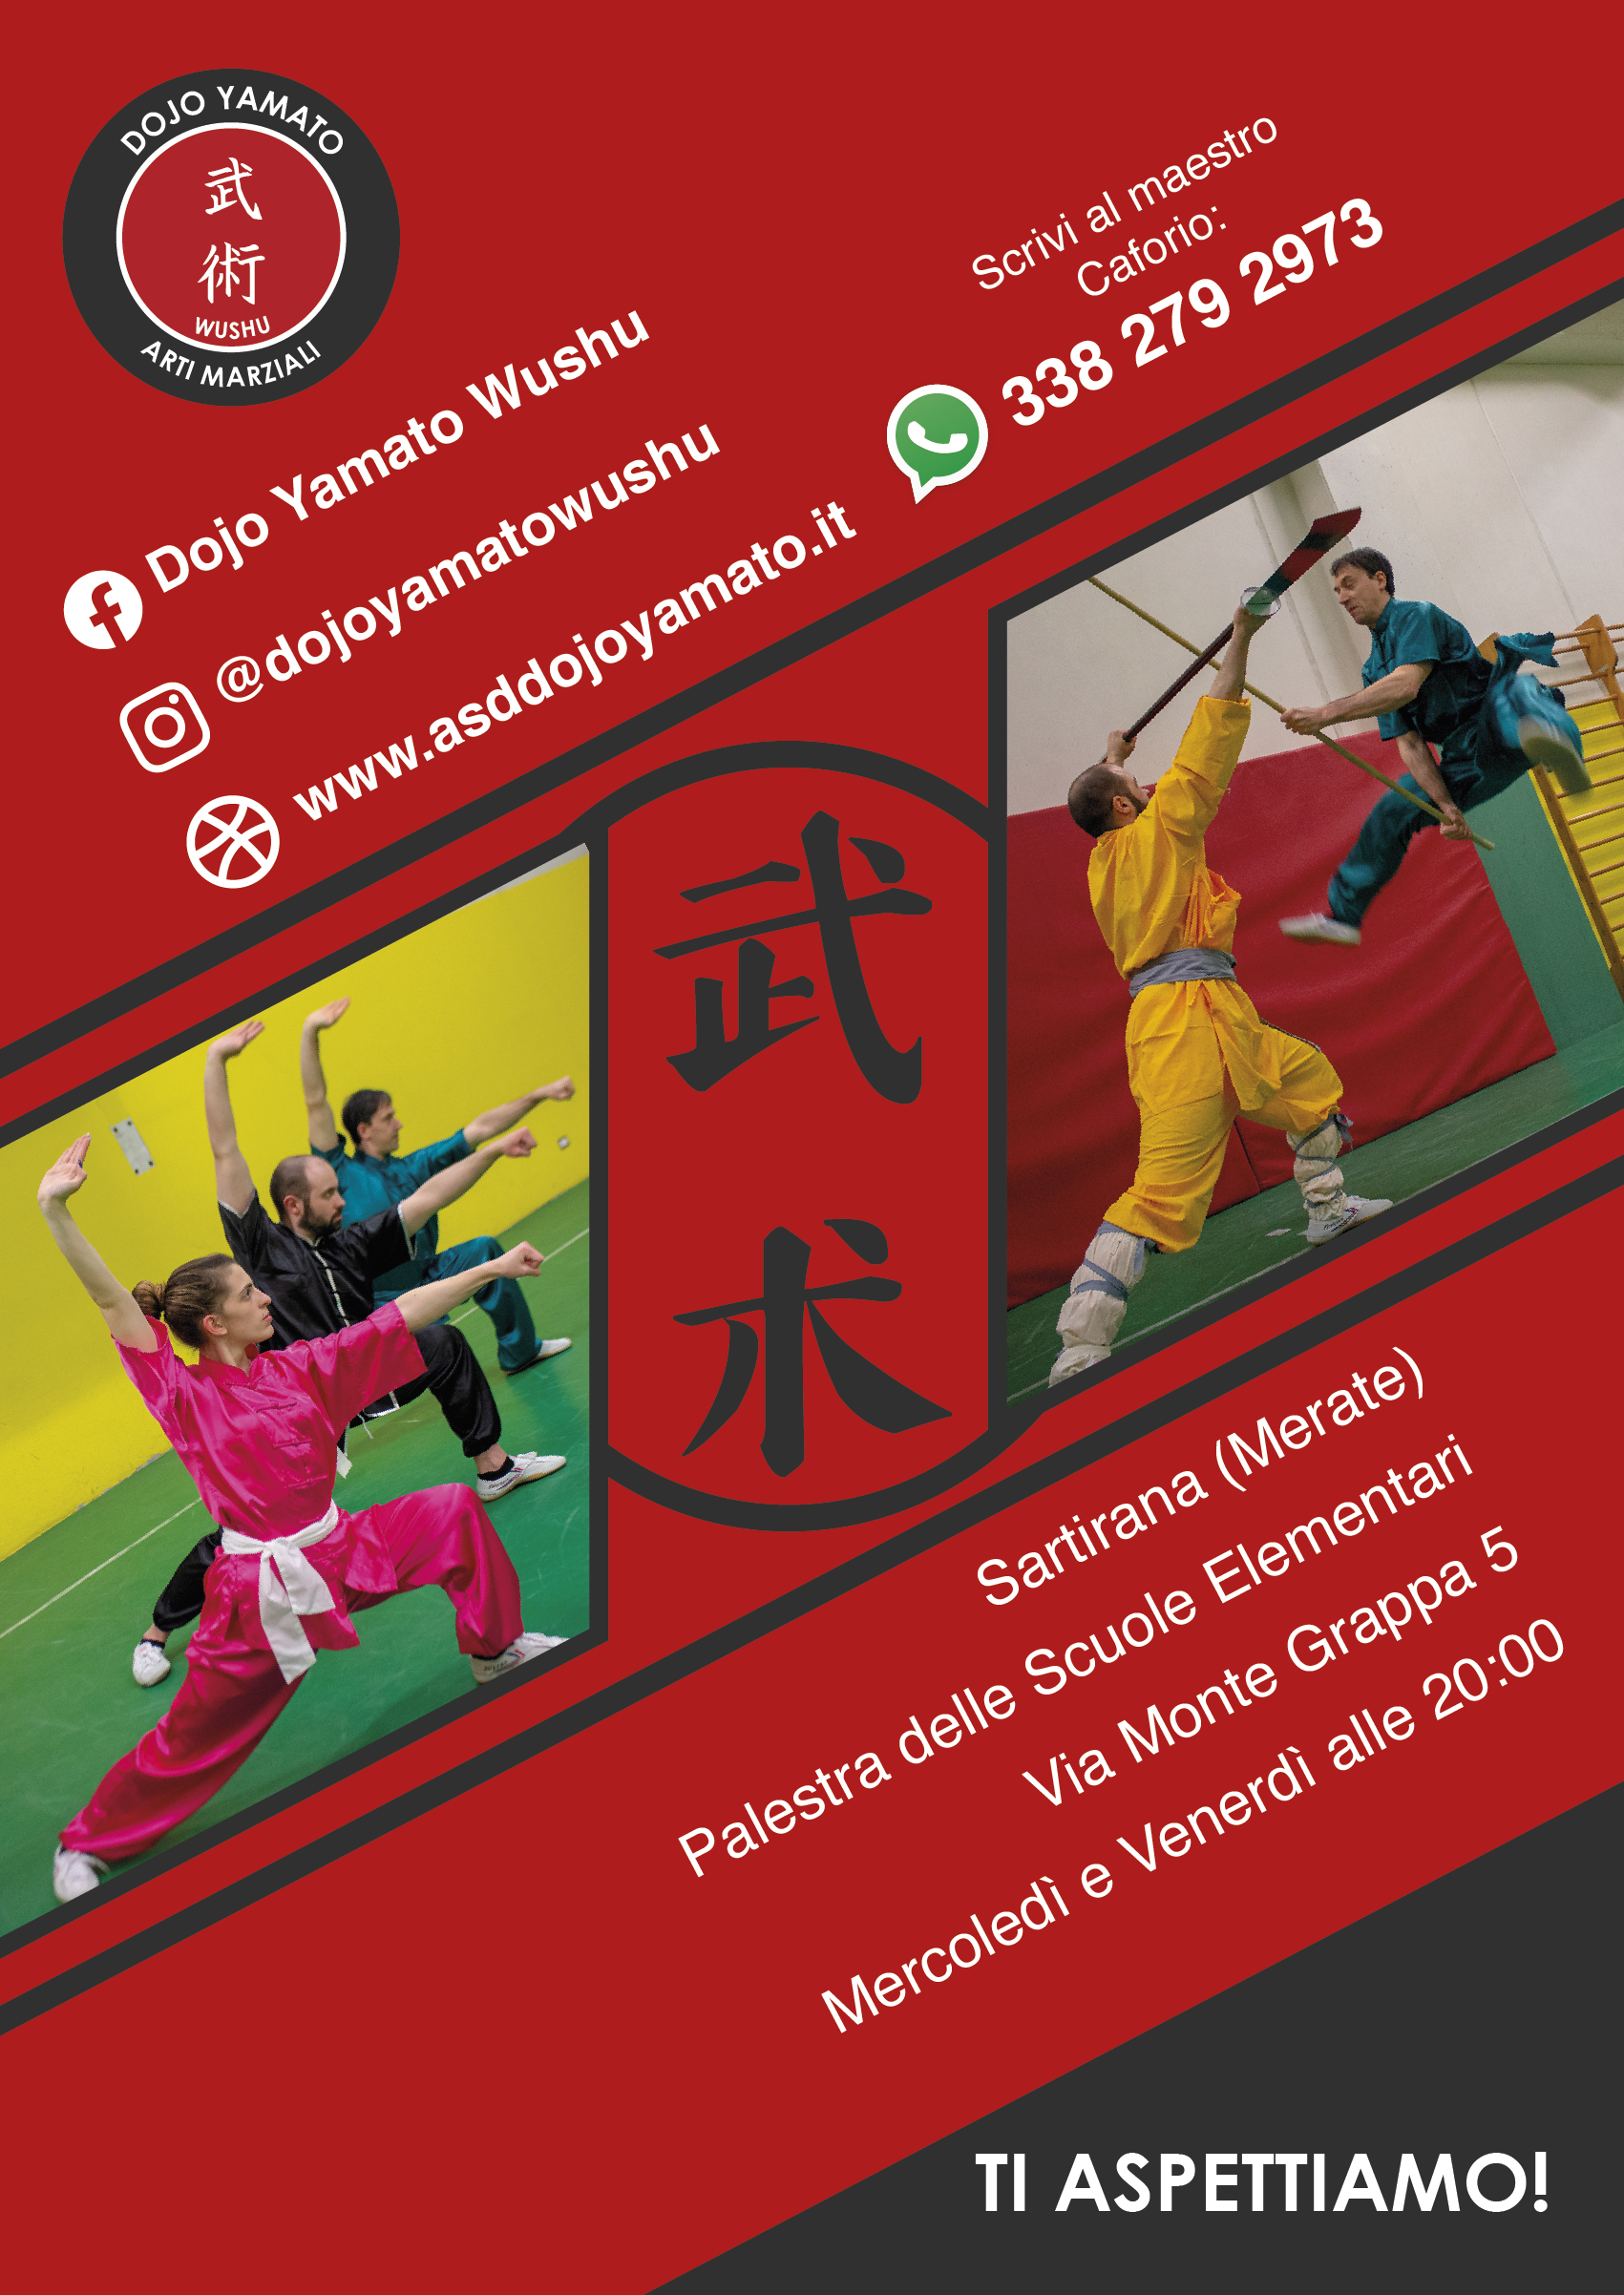 DOJO YAMATO
武
術
WUSHU
ARTI MARZIALI
Dojo Yamato Wushu
@dojoyamatowushu
www.asddojoyamato.it
Scrivi al maestro
Caforio:
338 279 2973
武
术
Sartirana (Merate)
Palestra delle Scuole Elementari
Via Monte Grappa 5
Mercoledì e Venerdì alle 20:00
TI ASPETTIAMO!